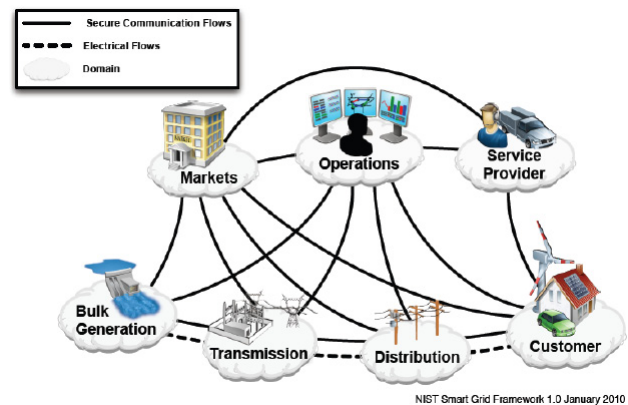 Secure Communication Flows
Electrical Flows
Domain
Markets
Operations
Service
Provider
Bulk
Generation
Transmission
Distribution
Customer
NIST Smart Grid Framework 1.0 January 2010